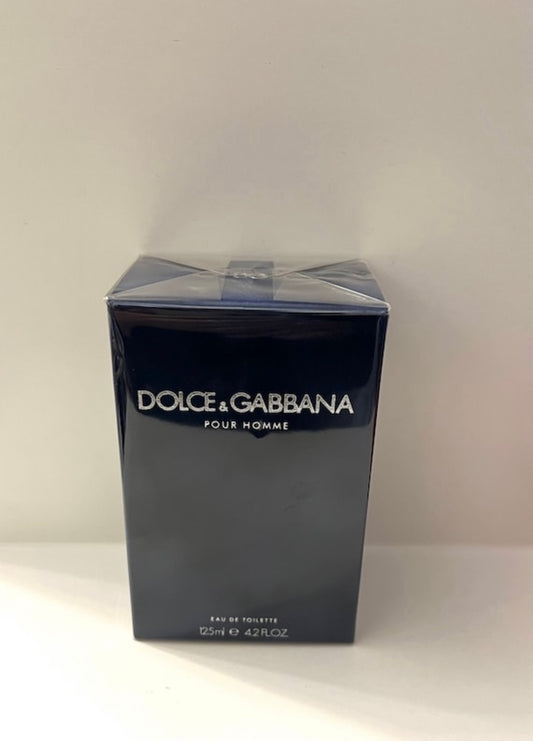 DOLCE & GABBANA
POUR HOMME
EAU DE TOILETTE
125ml ℮ 4.2 FL.OZ.